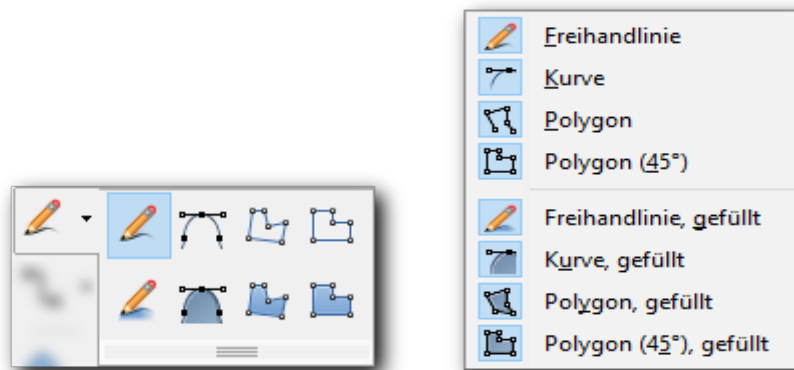 Freihandlinie
Kurve
Polygon
Polygon (45°)
Freihandlinie, gefüllt
Kurve, gefüllt
Polygon, gefüllt
Polygon (45°), gefüllt